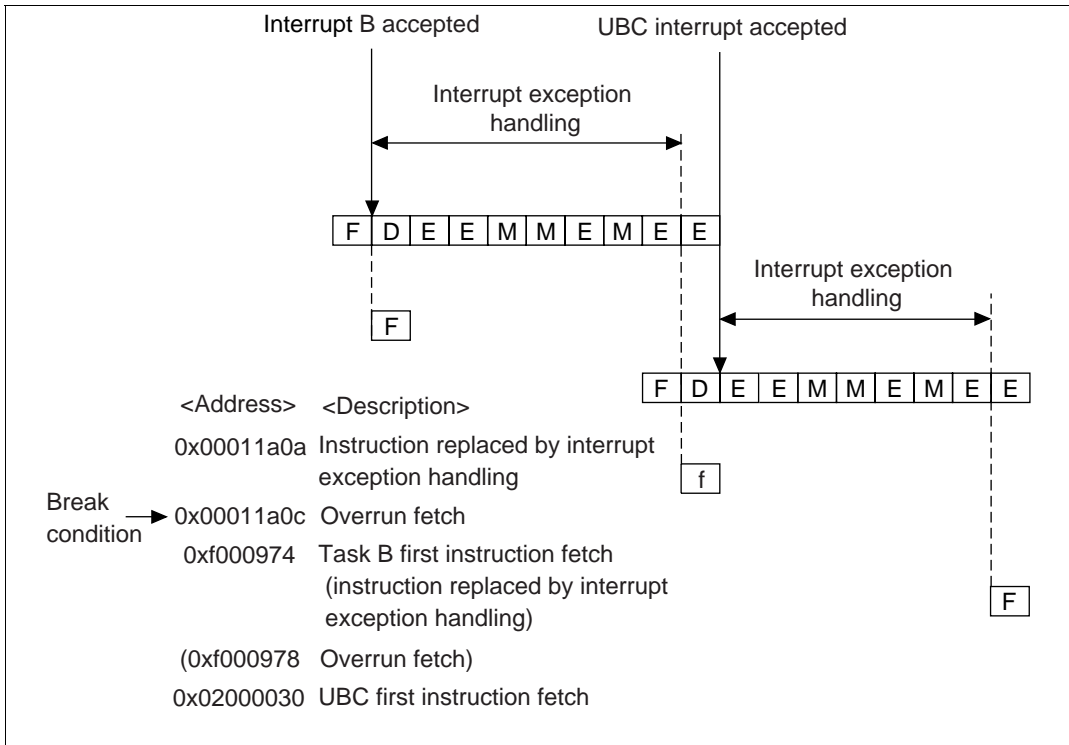 Interrupt B accepted
UBC interrupt accepted
Interrupt exception
handling
F D E E M M E M E E
Interrupt exception
handling
F
F D E E M M E M E E
<Address> <Description>
0x00011a0a Instruction replaced by interrupt
exception handling
f
Break
condition
0x00011a0c Overrun fetch
0xf000974 Task B first instruction fetch
(instruction replaced by interrupt
exception handling)
F
(0xf000978 Overrun fetch)
0x02000030 UBC first instruction fetch